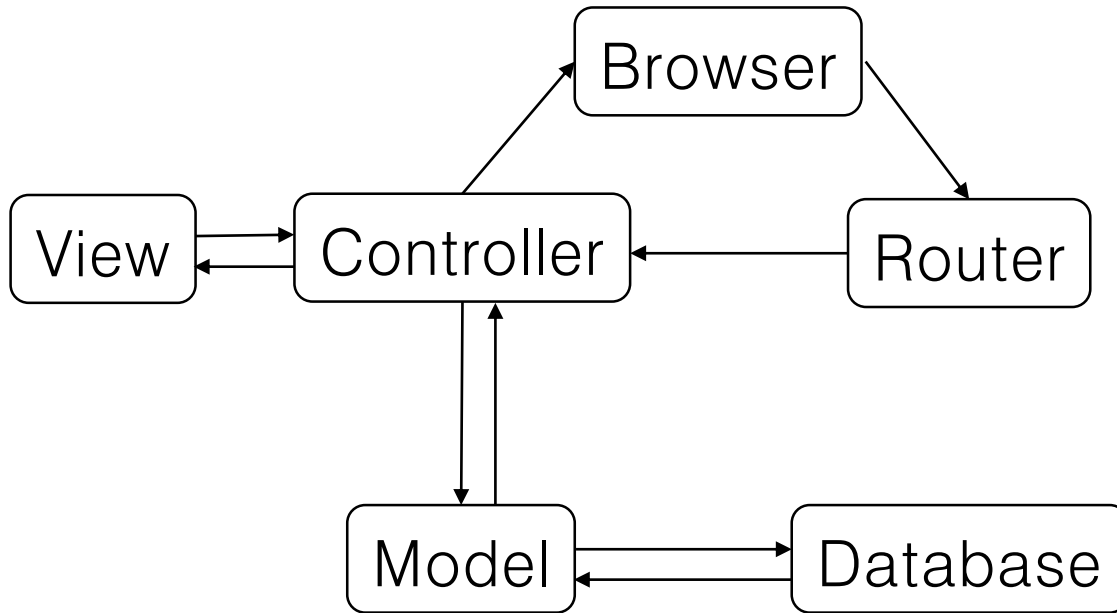 Browser
View
Controller
Router
Model
Database